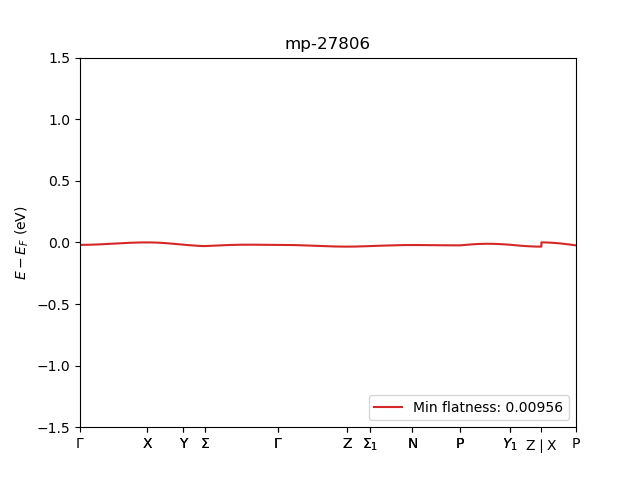 mp-27806
1.5
1.0
0.5
0.0
−0.5
−1.0
−1.5
E − E_F (eV)
Min flatness: 0.00956
Γ X Y Σ Γ Z Σ₁ N P Y₁ Z | X P